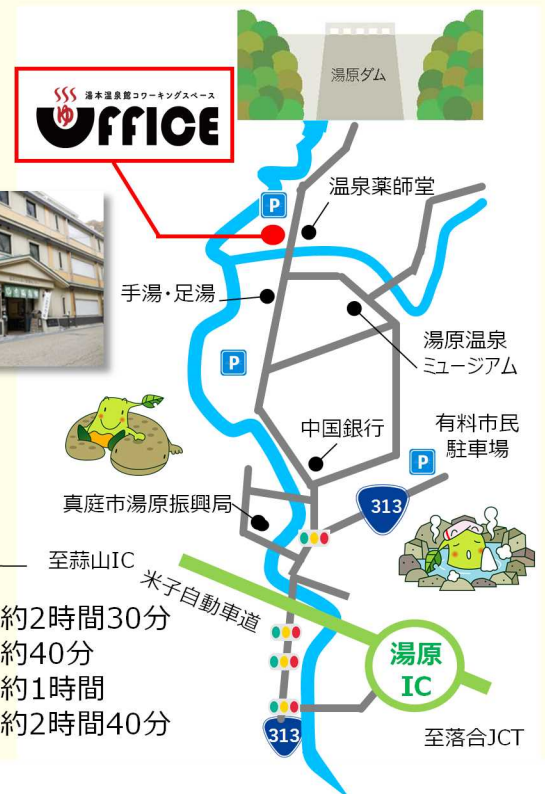 湯原ダム
湯本温泉館コワーキングスペース
ゆ
OFFICE
P
温泉薬師堂
手湯・足湯
湯原温泉
ミュージアム
P
中国銀行
有料市民
駐車場
P
313
真庭市湯原振興局
至蒜山IC
米子自動車道
約2時間30分
約40分
約1時間
約2時間40分
湯原
IC
313
至落合JCT